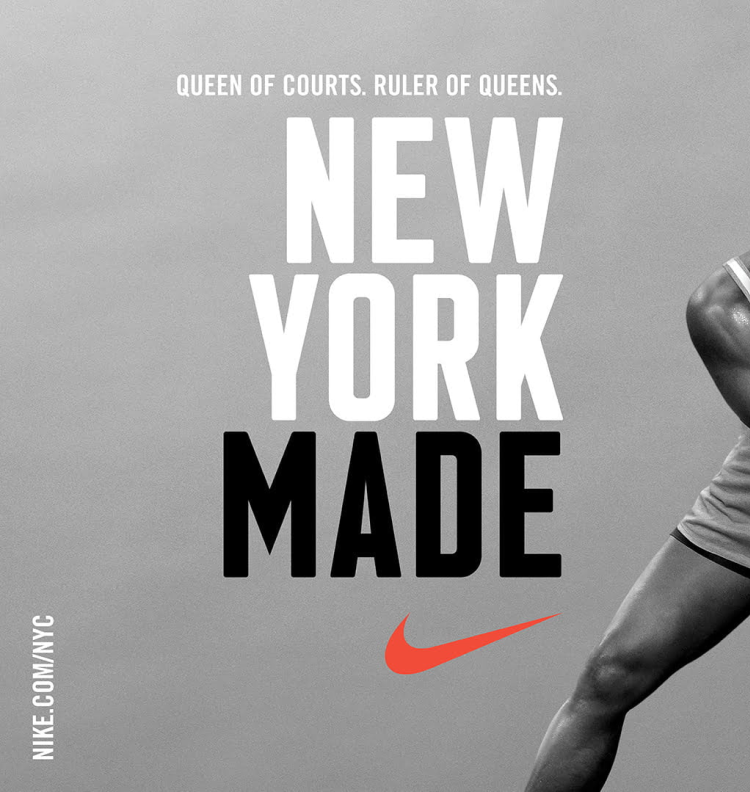 QUEEN OF COURTS. RULER OF QUEENS.
NEW
YORK
MADE
NIKE.COM/NYC